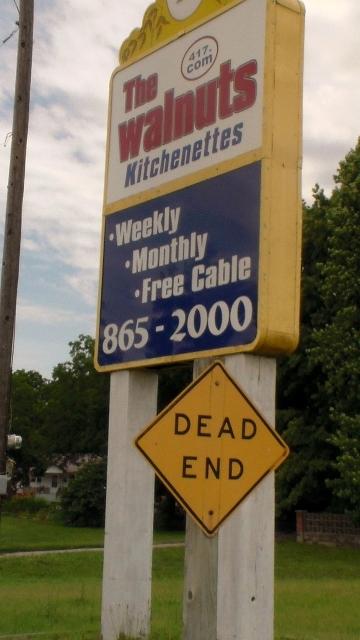 417.
com
The
Walnuts
Kitchenettes
·Weekly
·Monthly
·Free Cable
865-2000
DEAD
END